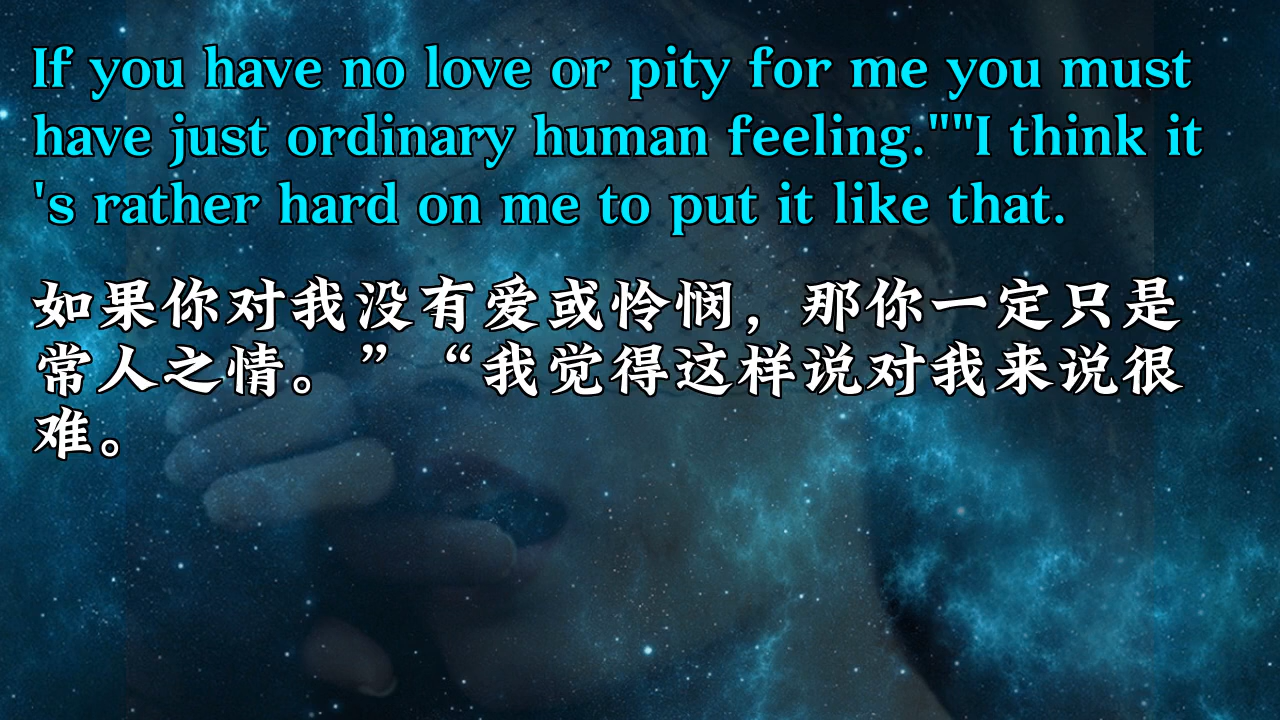 If you have no love or pity for me you must
have just ordinary human feeling.""I think it
's rather hard on me to put it like that.
如果你对我没有爱或怜悯，那你一定只是
常人之情。”“我觉得这样说对我来说很
难。